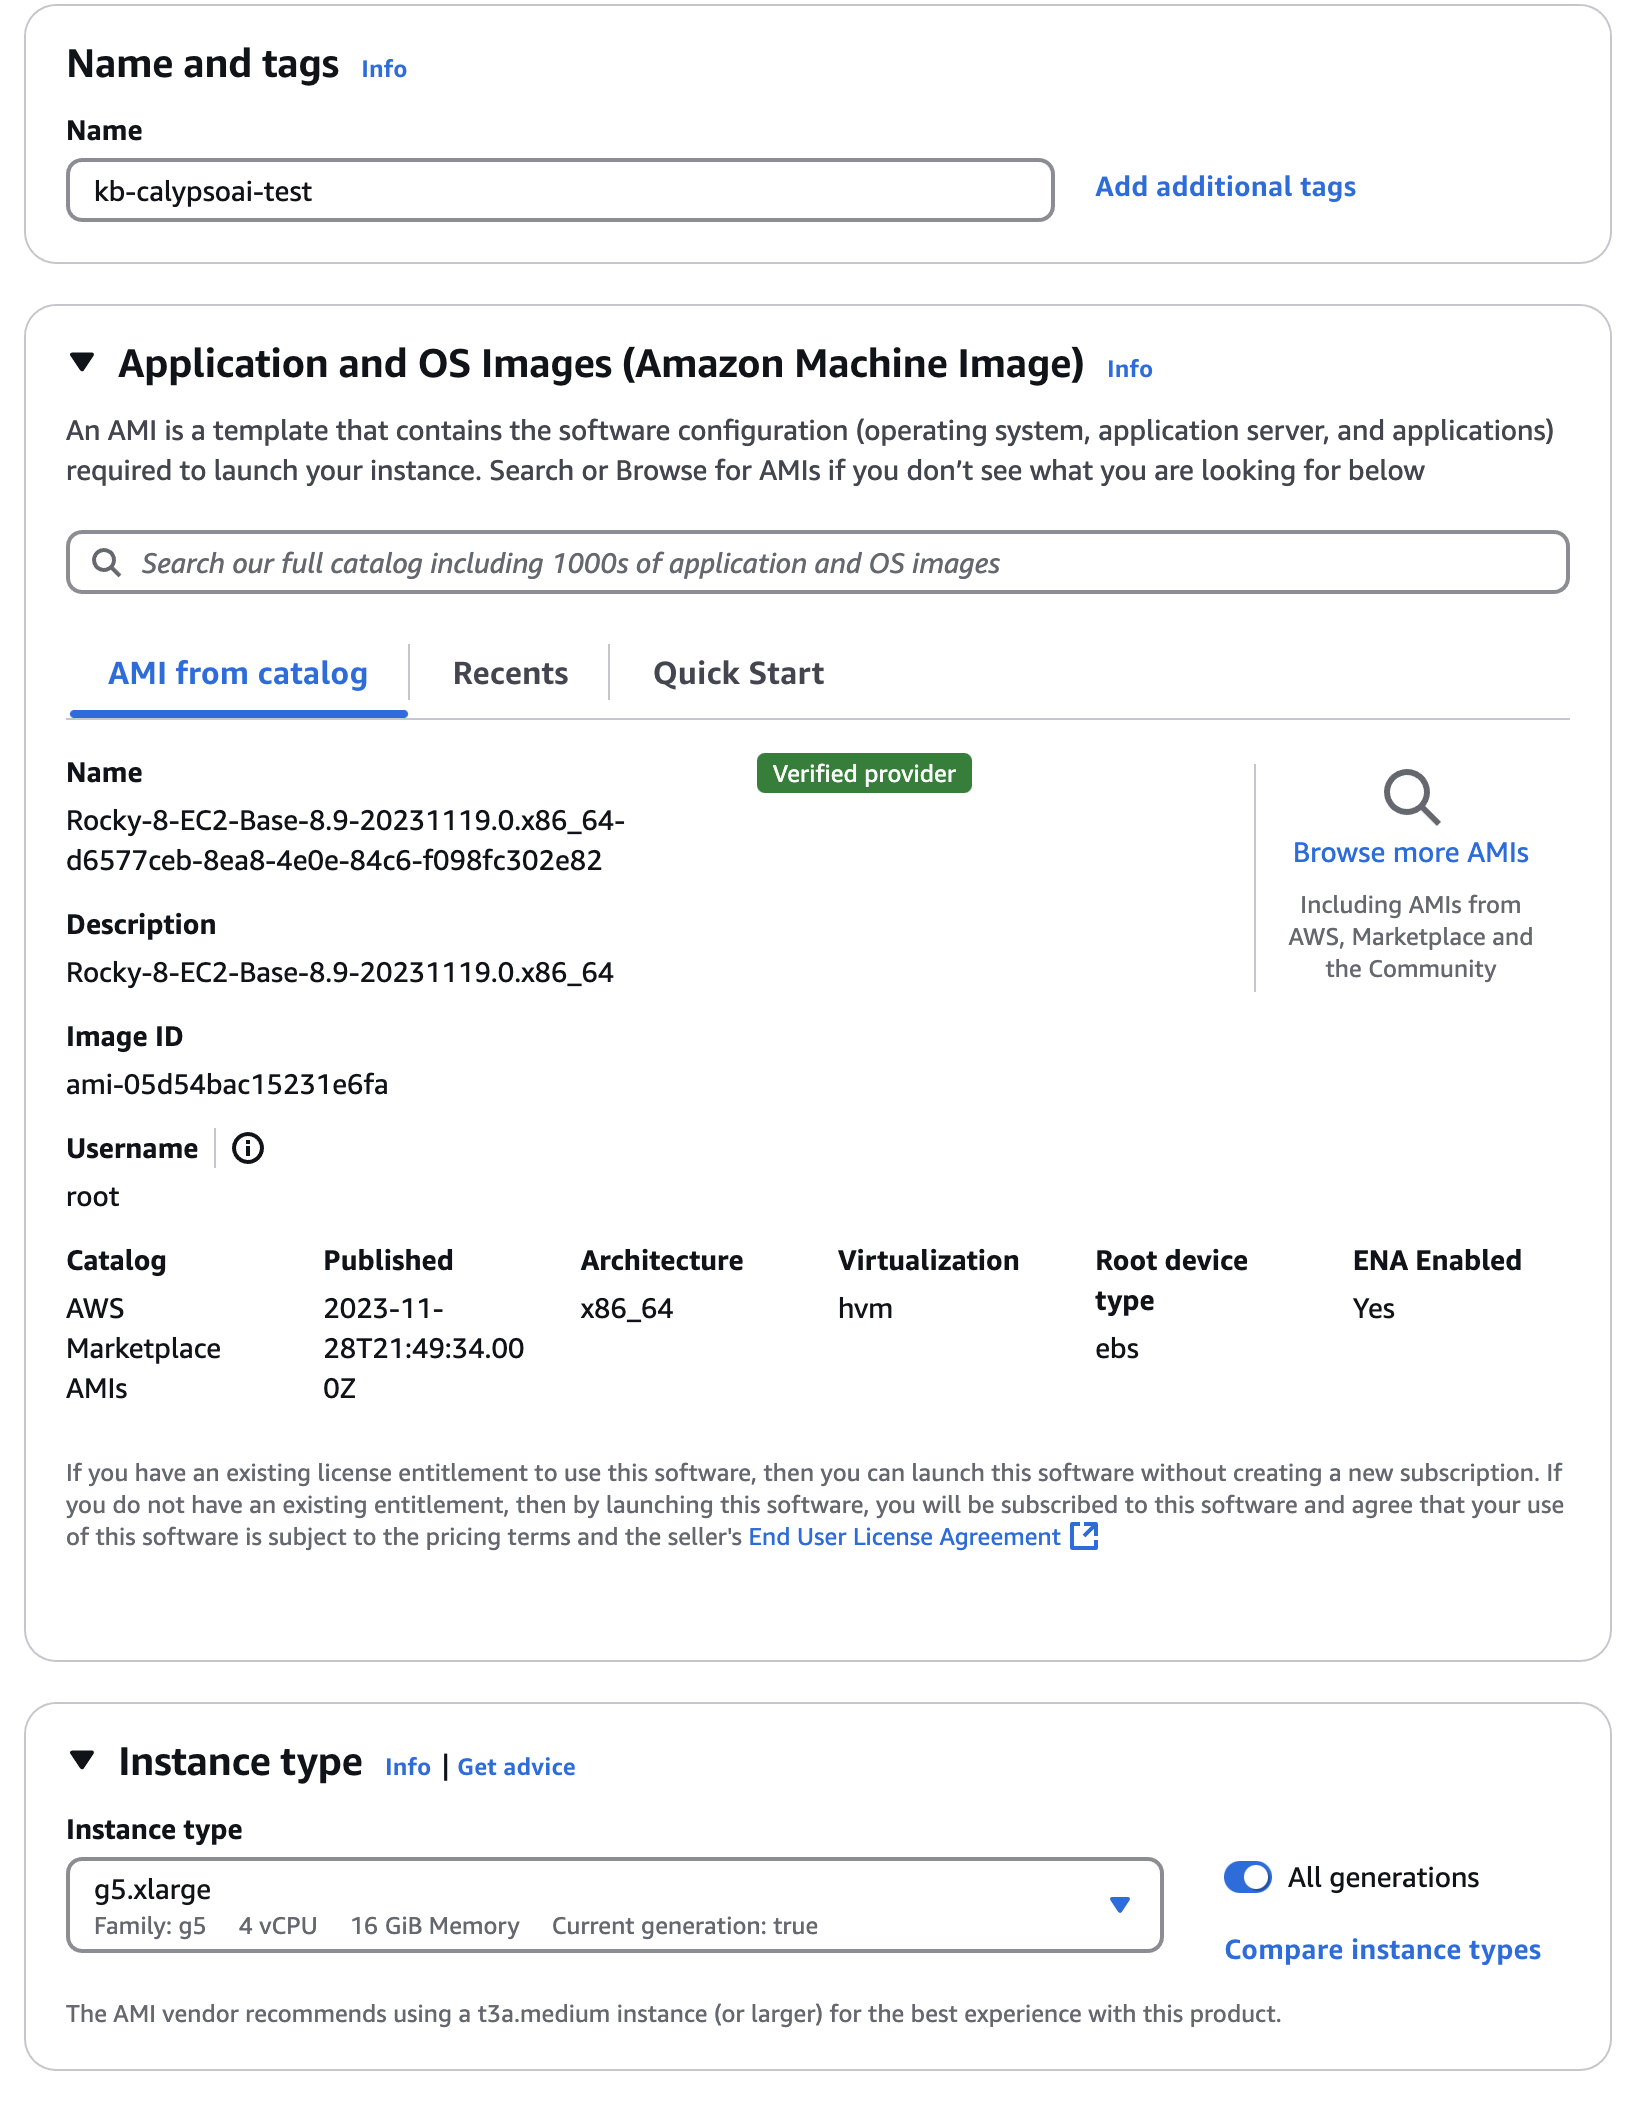 Name and tags Info
Name
kb-calypsoai-test
Add additional tags
Application and OS Images (Amazon Machine Image) Info
An AMI is a template that contains the software configuration (operating system, application server, and applications)
required to launch your instance. Search or Browse for AMIs if you don’t see what you are looking for below
Search our full catalog including 1000s of application and OS images
AMI from catalog
Recents
Quick Start
Name
Verified provider
Rocky-8-EC2-Base-8.9-20231119.0.x86_64-
d6577ceb-8ea8-4e0e-84c6-f098fc302e82
Description
Rocky-8-EC2-Base-8.9-20231119.0.x86_64
Image ID
ami-05d54bac15231e6fa
Username
root
Browse more AMIs
Including AMIs from
AWS, Marketplace and
the Community
Catalog
AWS
Marketplace
AMIs
Published
2023-11-
28T21:49:34.00
0Z
Architecture
x86_64
Virtualization
hvm
Root device
type
ebs
ENA Enabled
Yes
If you have an existing license entitlement to use this software, then you can launch this software without creating a new subscription. If
you do not have an existing entitlement, then by launching this software, you will be subscribed to this software and agree that your use
of this software is subject to the pricing terms and the seller's End User License Agreement
Instance type Info | Get advice
Instance type
g5.xlarge
Family: g5 4 vCPU 16 GiB Memory Current generation: true
All generations
Compare instance types
The AMI vendor recommends using a t3a.medium instance (or larger) for the best experience with this product.